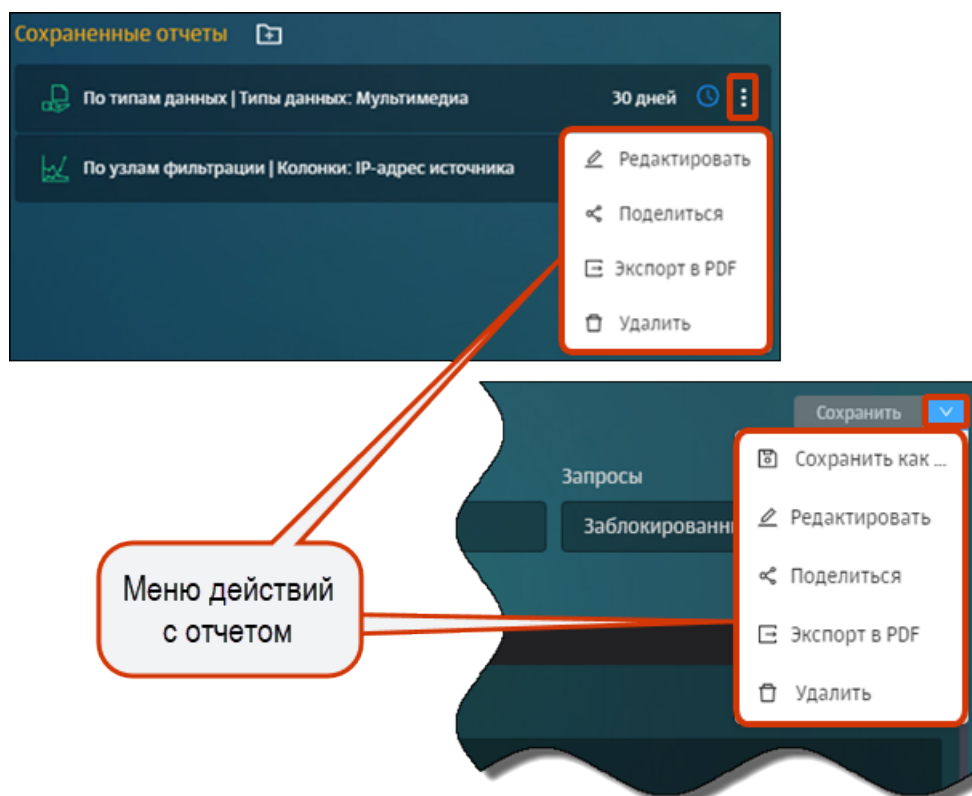 Сохраненные отчеты
По типам данных | Типы данных: Мультимедиа
30 дней
По узлам фильтрации | Колонки: IP-адрес источника
Редактировать
Поделиться
Экспорт в PDF
Удалить
Сохранить
Сохранить как ...
Запросы
Заблокированн
Редактировать
Поделиться
Экспорт в PDF
Удалить
Меню действий
с отчетом